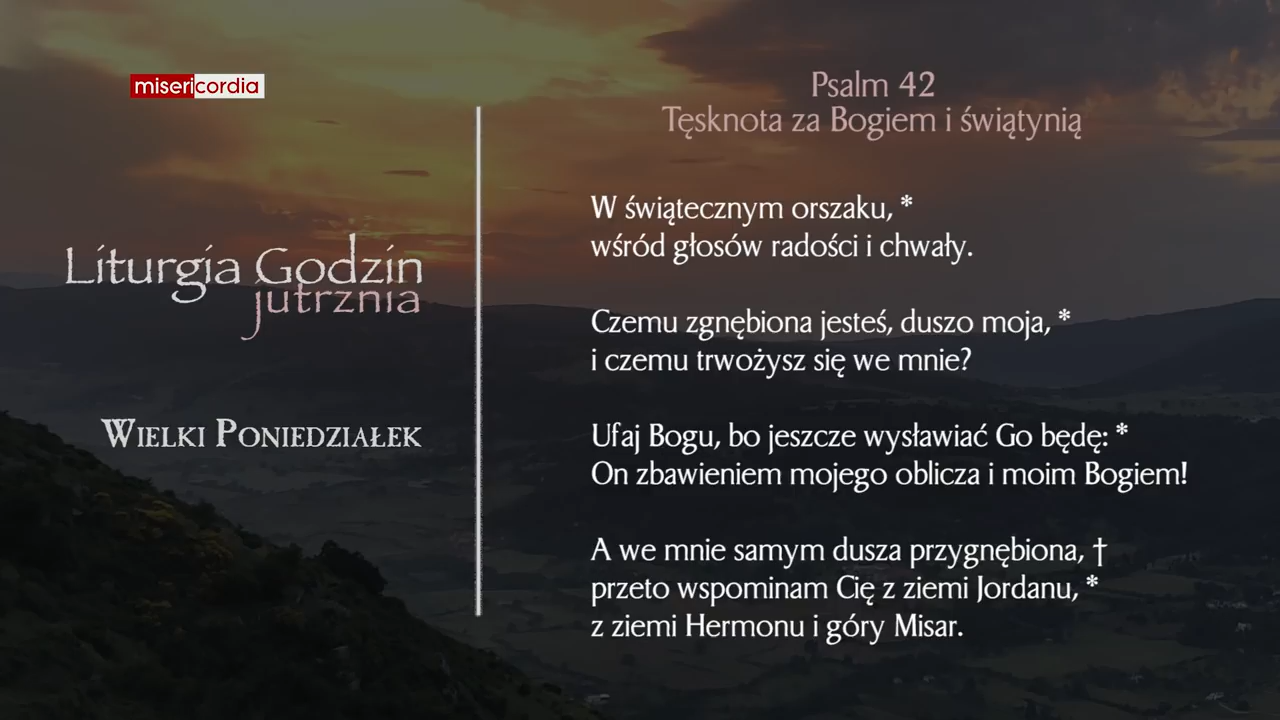 misericordia
Liturgia Godzin
jutrznia
Wielki Poniedziałek
Psalm 42
Tęsknota za Bogiem i świątynią
W świątecznym orszaku, *
wśród głosów radości i chwały.
Czemu zgnębiona jesteś, duszo moja, *
i czemu trwożysz się we mnie?
Ufaj Bogu, bo jeszcze wysławiać Go będę: *
On zbawieniem mojego oblicza i moim Bogiem!
A we mnie samym dusza przygnębiona, †
przeto wspominam Cię z ziemi Jordanu, *
z ziemi Hermonu i góry Misar.